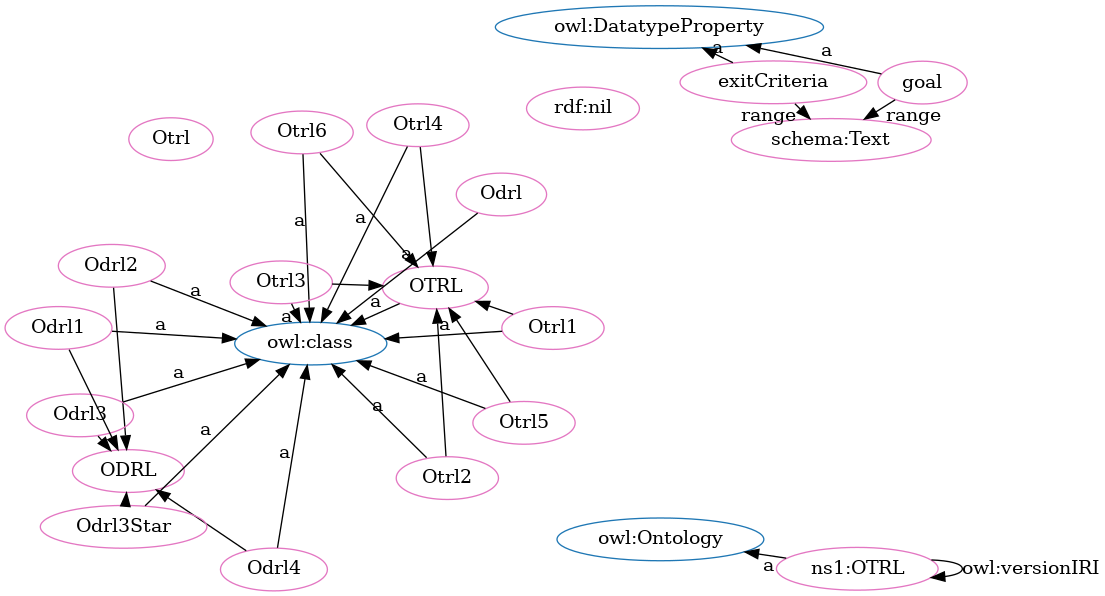 owl:DatatypeProperty
a
a
exitCriteria
goal
rdf:nil
range
range
schema:Text
Otrl
Otrl6
Otrl4
Odrl
a
a
a
Odrl2
Otrl3
OTRL
a
a
a
Odrl1
a
a
Otrl1
owl:class
a
a
a
Odrl3
Otrl5
a
a
ODRL
Otrl2
Odrl3Star
owl:Ontology
Odrl4
a
ns1:OTRL
owl:versionIRI